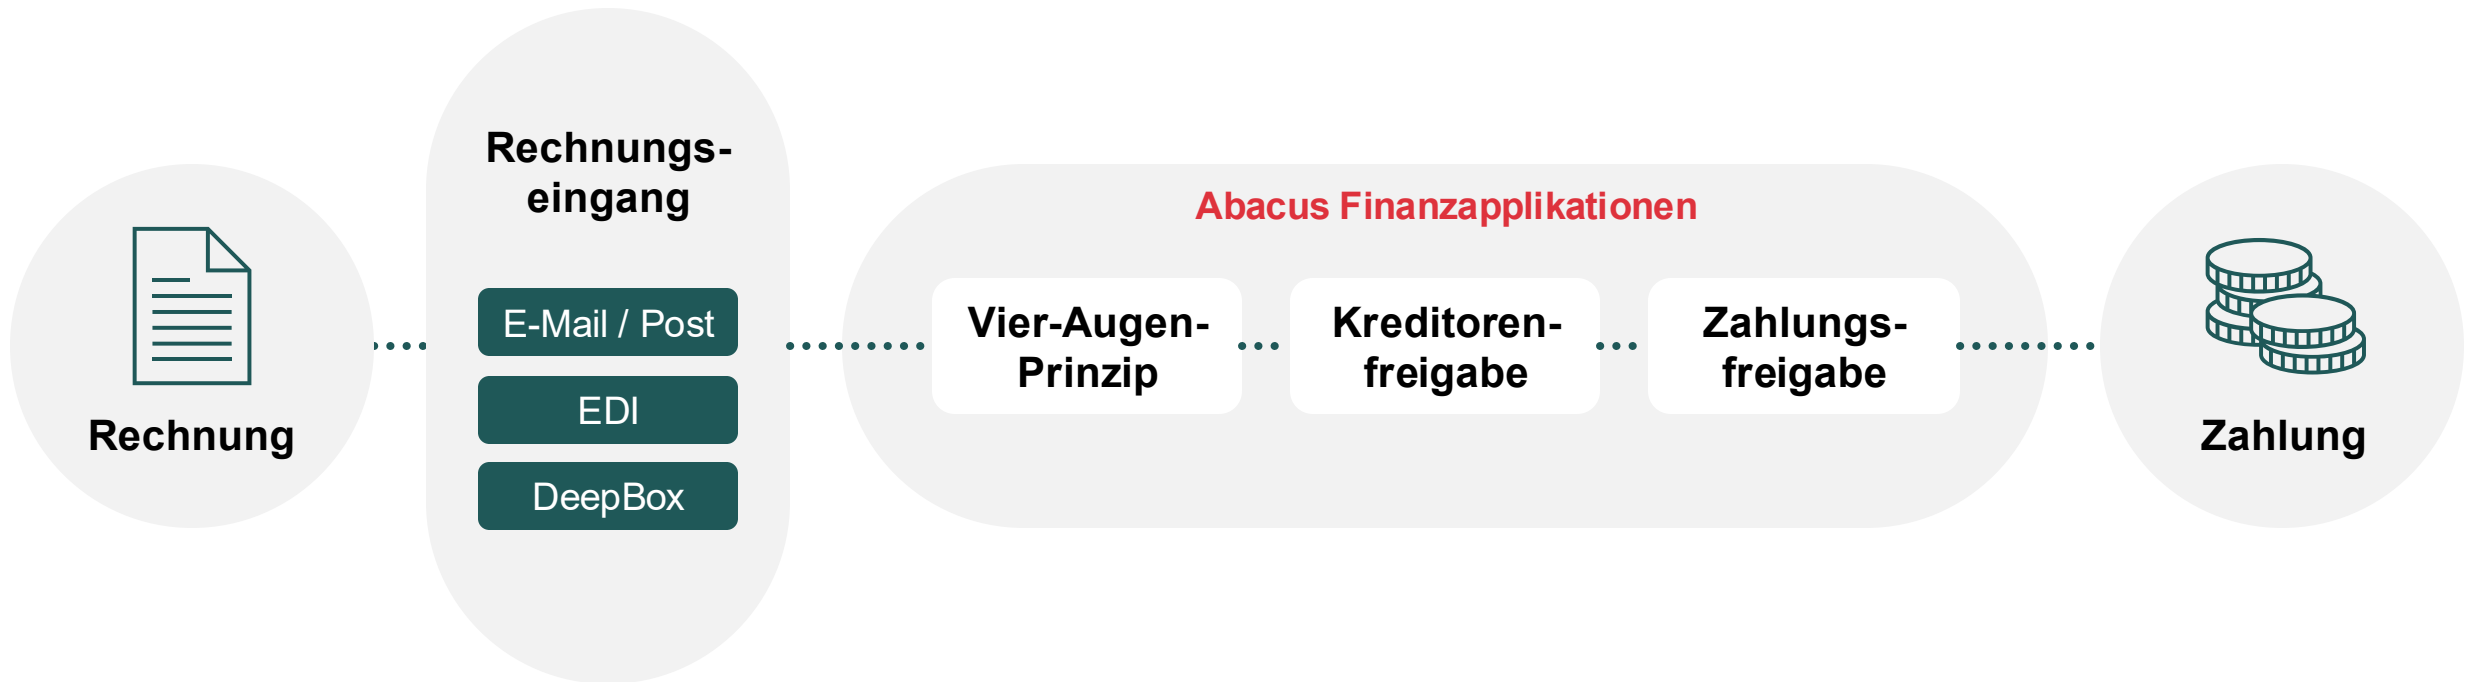 Rechnung
Rechnungs-
eingang
E-Mail / Post
EDI
DeepBox
Abacus Finanzapplikationen
Vier-Augen-
Prinzip
Kreditoren-
freigabe
Zahlungs-
freigabe
Zahlung